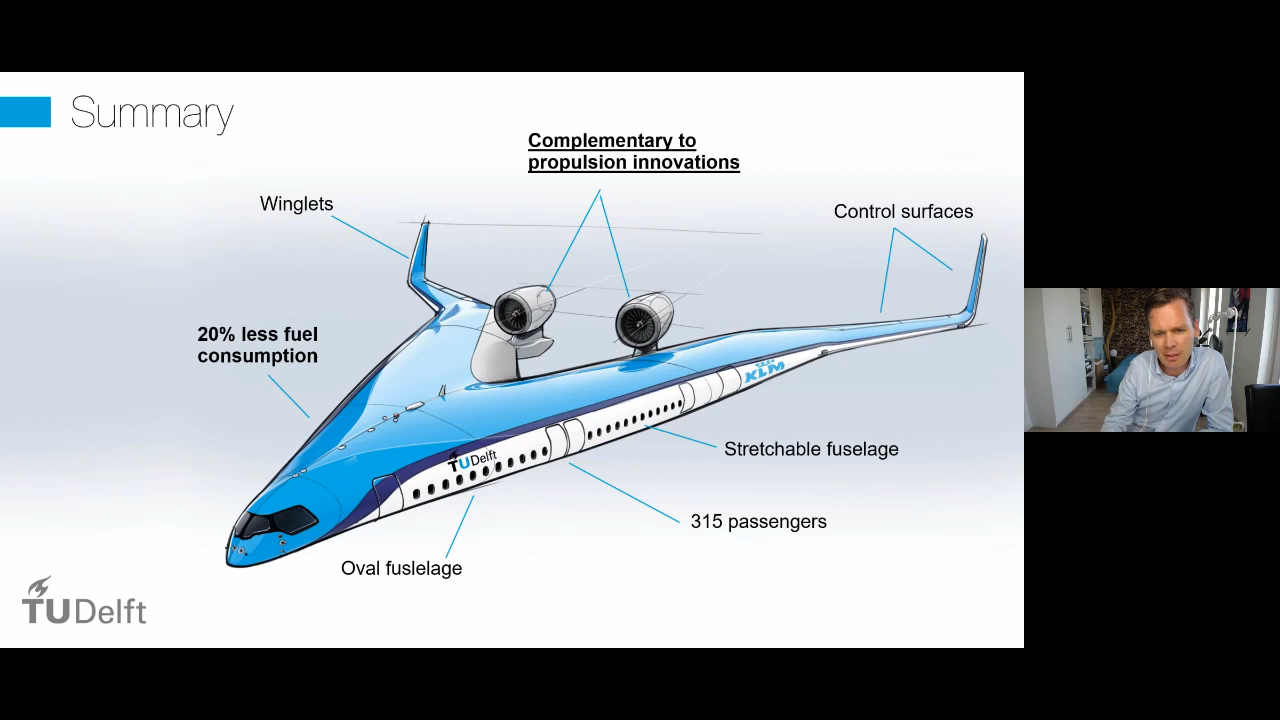 Summary
Complementary to
propulsion innovations
Winglets
Control surfaces
20% less fuel
consumption
KLM
TUDelft
Stretchable fuselage
315 passengers
Oval fuslelage
TUDelft